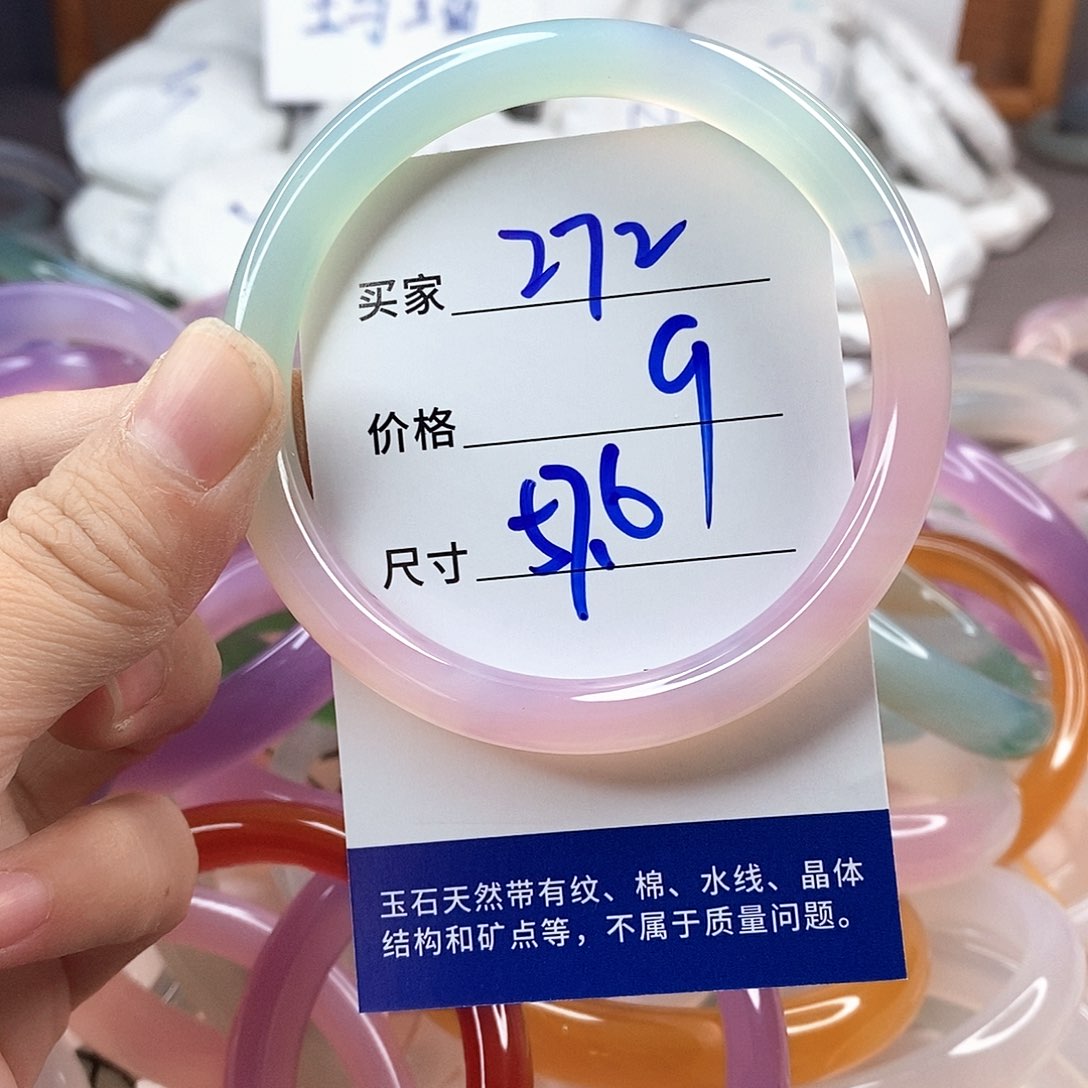 买家 272
价格 9
尺寸 57.6
玉石天然带有纹、棉、水线、晶体
结构和矿点等，不属于质量问题。